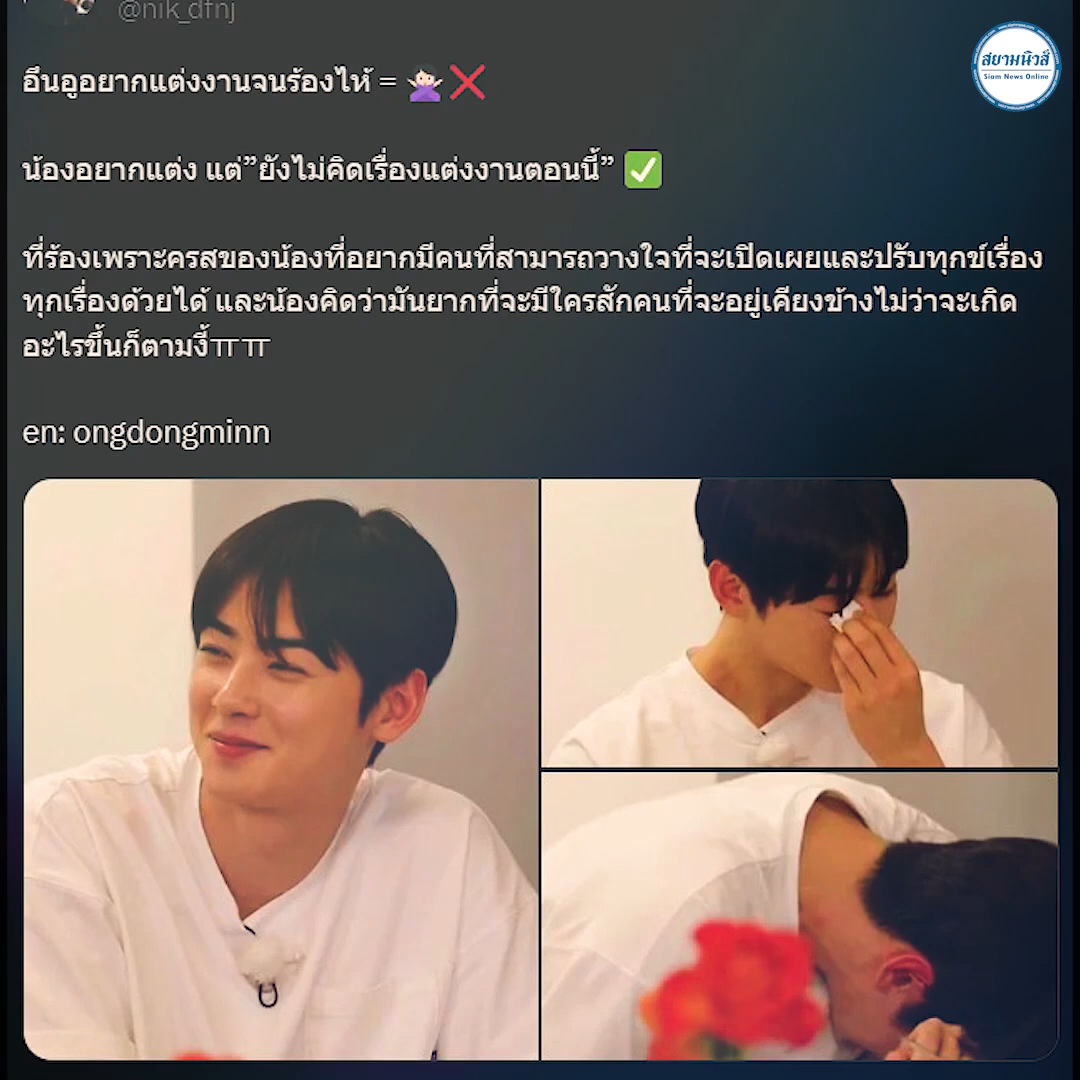 @nik_dfnj
สยามนิวส์
Siam News Online
อึนอูอยากแต่งงานจนร้องไห้ = 🙅🏻‍♀️❌
น้องอยากแต่ง แต่”ยังไม่คิดเรื่องแต่งงานตอนนี้” ✅
ที่ร้องเพราะครสของน้องที่อยากมีคนที่สามารถวางใจที่จะเปิดเผยและปรับทุกข์เรื่อง
ทุกเรื่องด้วยได้ และน้องคิดว่ามันยากที่จะมีใครสักคนที่จะอยู่เคียงข้างไม่ว่าจะเกิด
อะไรขึ้นก็ตามงี้ㅠㅠ
en: ongdongminn